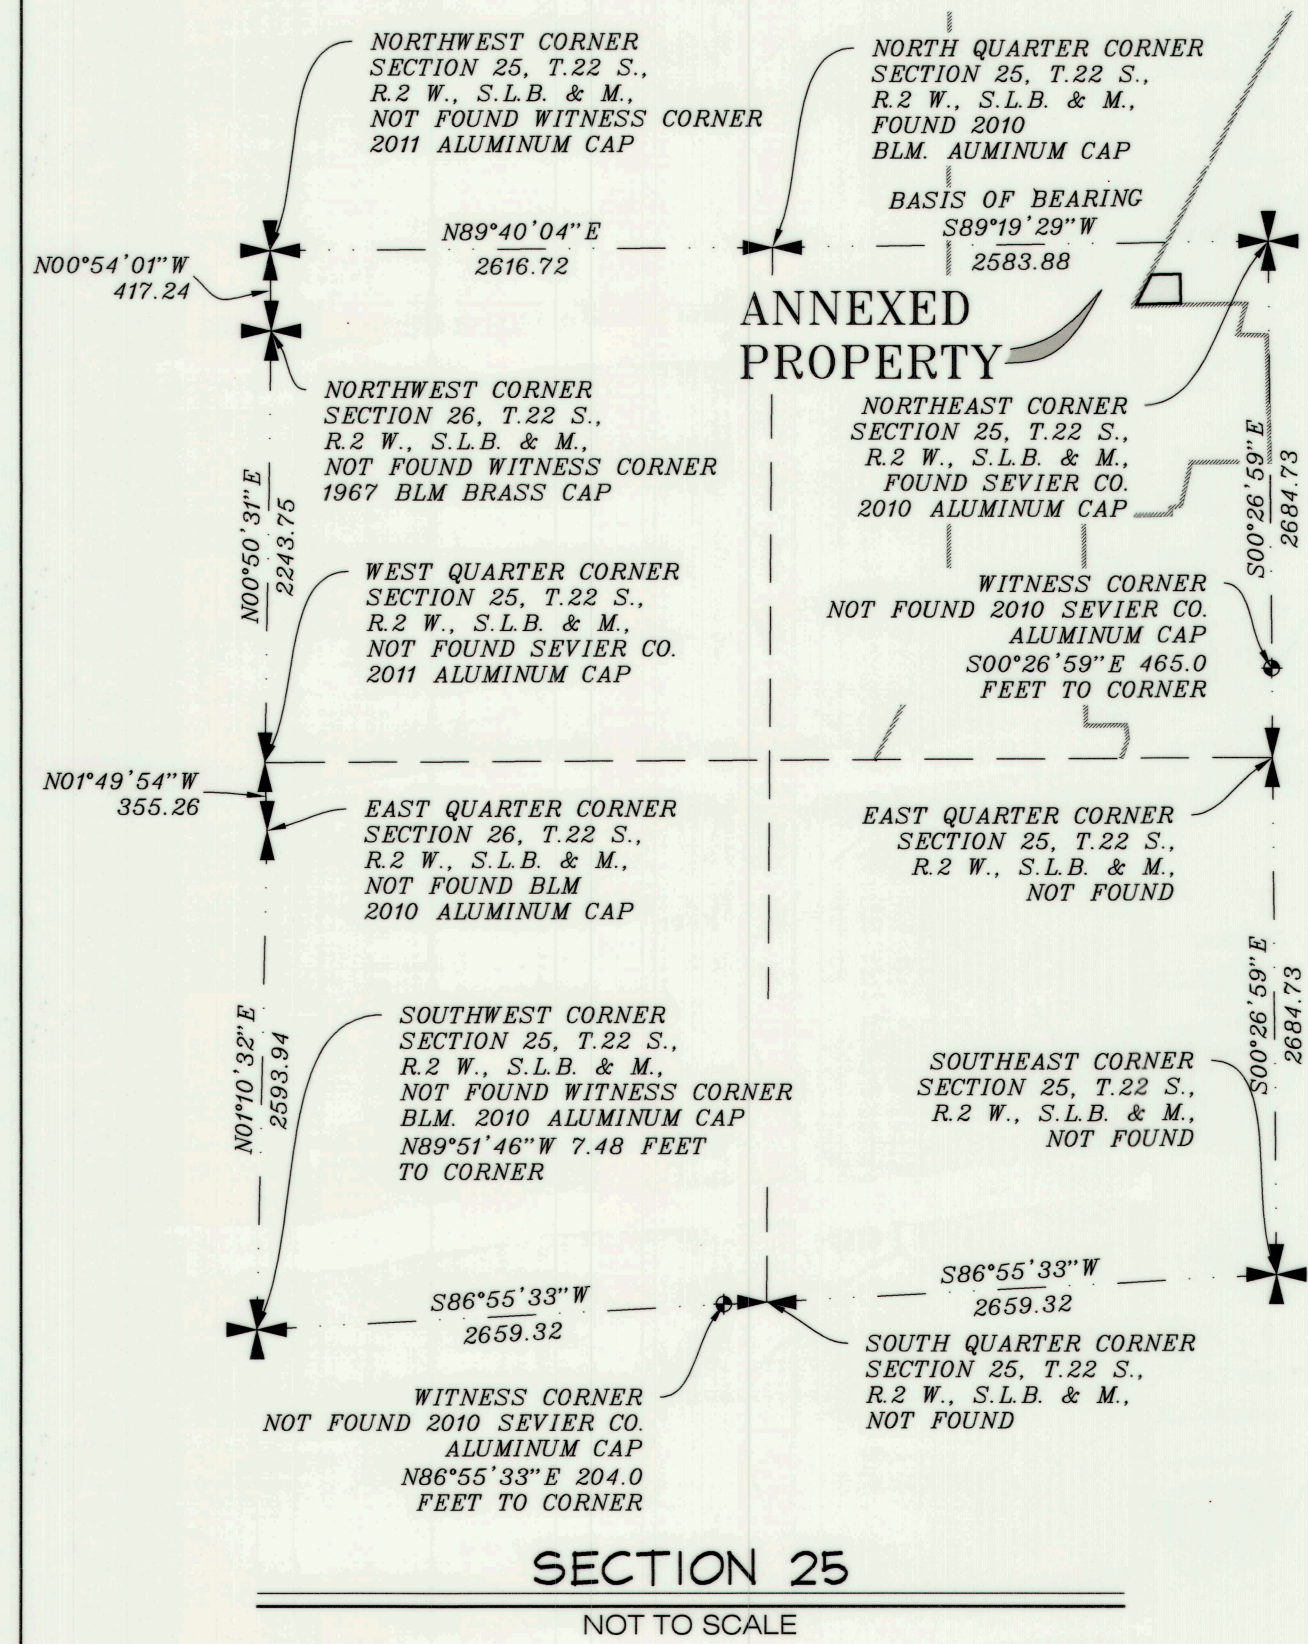 NORTHWEST CORNER
SECTION 25, T.22 S.,
R.2 W., S.L.B. & M.,
NOT FOUND WITNESS CORNER
2011 ALUMINUM CAP
NORTH QUARTER CORNER
SECTION 25, T.22 S.,
R.2 W., S.L.B. & M.,
FOUND 2010
BLM. AUMINUM CAP
BASIS OF BEARING
S89°19'29"W
2583.88
N89°40'04"E
2616.72
N00°54'01"W
417.24
ANNEXED
PROPERTY
NORTHWEST CORNER
SECTION 26, T.22 S.,
R.2 W., S.L.B. & M.,
NOT FOUND WITNESS CORNER
1967 BLM BRASS CAP
NORTHEAST CORNER
SECTION 25, T.22 S.,
R.2 W., S.L.B. & M.,
FOUND SEVIER CO.
2010 ALUMINUM CAP
S00°26'59"E
2684.73
N00°50'31"E
2243.75
WEST QUARTER CORNER
SECTION 25, T.22 S.,
R.2 W., S.L.B. & M.,
NOT FOUND SEVIER CO.
2011 ALUMINUM CAP
WITNESS CORNER
NOT FOUND 2010 SEVIER CO.
ALUMINUM CAP
S00°26'59"E 465.0
FEET TO CORNER
N01°49'54"W
355.26
EAST QUARTER CORNER
SECTION 26, T.22 S.,
R.2 W., S.L.B. & M.,
NOT FOUND BLM
2010 ALUMINUM CAP
EAST QUARTER CORNER
SECTION 25, T.22 S.,
R.2 W., S.L.B. & M.,
NOT FOUND
N01°10'32"E
2593.94
SOUTHWEST CORNER
SECTION 25, T.22 S.,
R.2 W., S.L.B. & M.,
NOT FOUND WITNESS CORNER
BLM. 2010 ALUMINUM CAP
N89°51'46"W 7.48 FEET
TO CORNER
S00°26'59"E
2684.73
SOUTHEAST CORNER
SECTION 25, T.22 S.,
R.2 W., S.L.B. & M.,
NOT FOUND
S86°55'33"W
2659.32
S86°55'33"W
2659.32
SOUTH QUARTER CORNER
SECTION 25, T.22 S.,
R.2 W., S.L.B. & M.,
NOT FOUND
WITNESS CORNER
NOT FOUND 2010 SEVIER CO.
ALUMINUM CAP
N86°55'33"E 204.0
FEET TO CORNER
SECTION 25
NOT TO SCALE